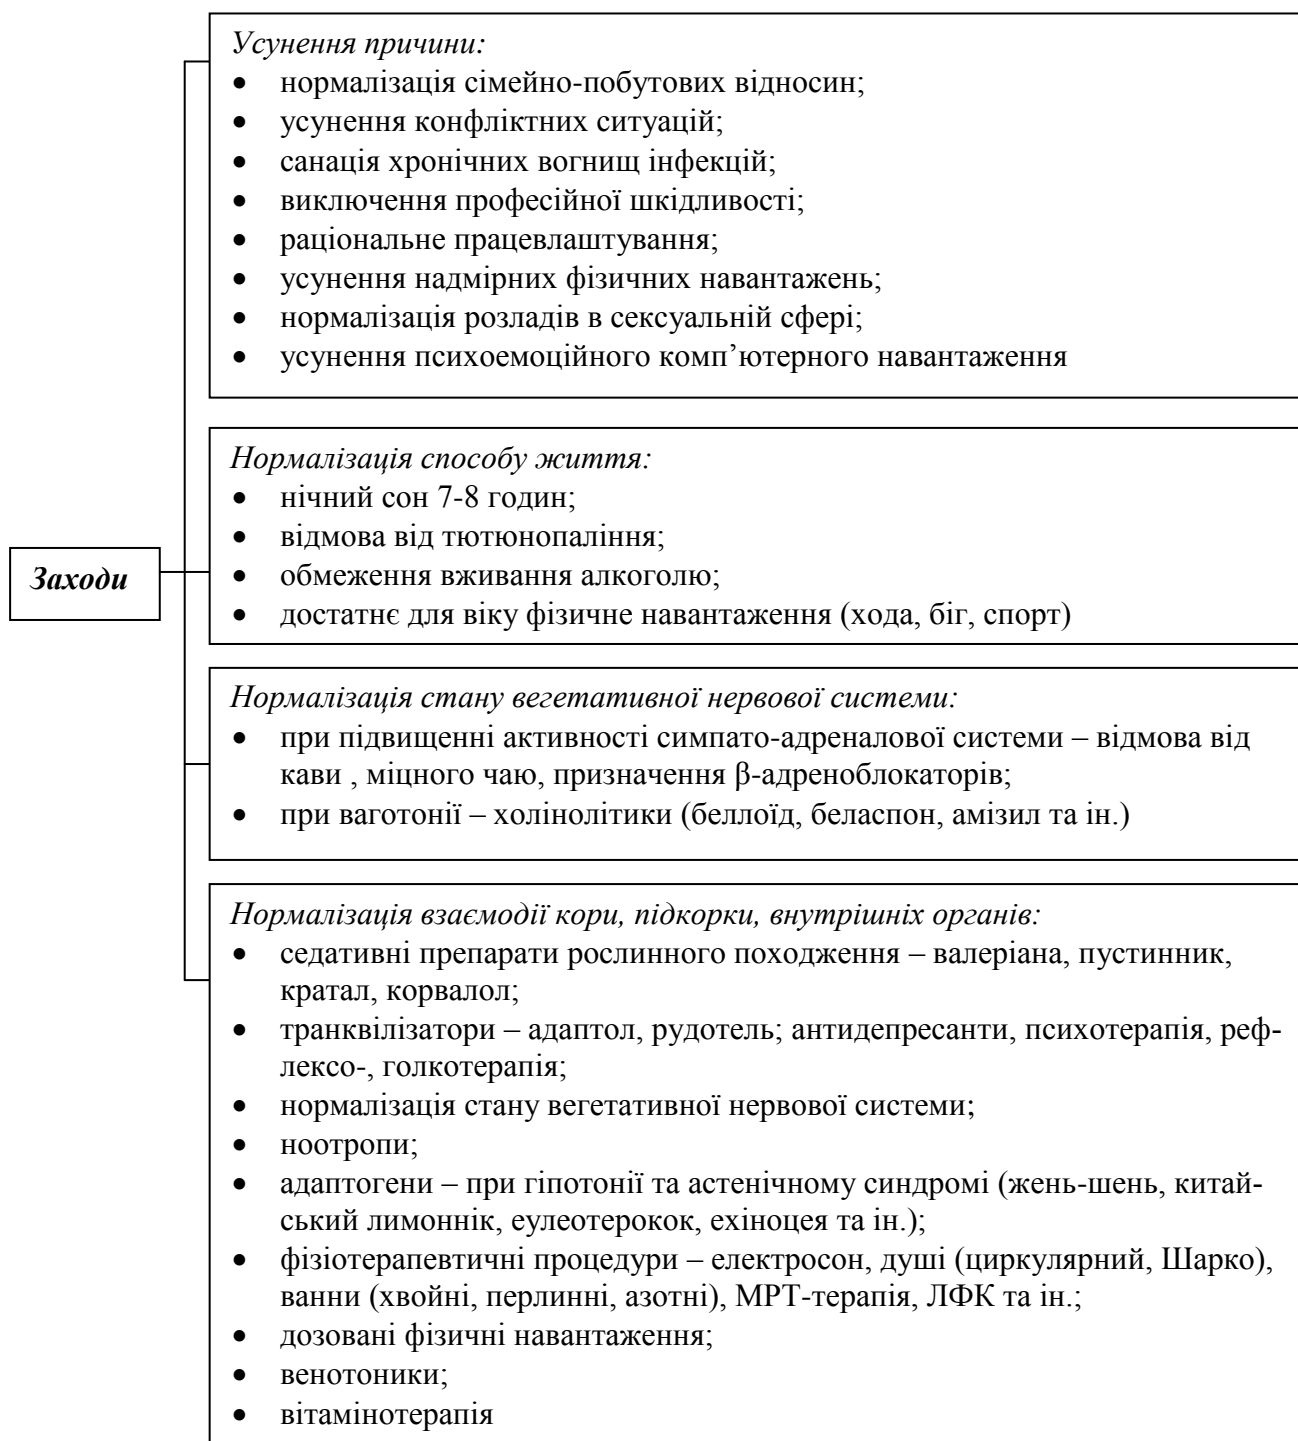 Усунення причини:
• нормалізація сімейно-побутових відносин;
• усунення конфліктних ситуацій;
• санація хронічних вогнищ інфекцій;
• виключення професійної шкідливості;
• раціональне працевлаштування;
• усунення надмірних фізичних навантажень;
• нормалізація розладів в сексуальній сфері;
• усунення психоемоційного комп’ютерного навантаження
Заходи
Нормалізація способу життя:
• нічний сон 7-8 годин;
• відмова від тютюнопаління;
• обмеження вживання алкоголю;
• достатнє для віку фізичне навантаження (хода, біг, спорт)
Нормалізація стану вегетативної нервової системи:
• при підвищенні активності симпато-адреналової системи – відмова від
кави , міцного чаю, призначення β-адреноблокаторів;
• при ваготонії – холінолітики (беллоїд, беласпон, амізил та ін.)
Нормалізація взаємодії кори, підкорки, внутрішніх органів:
• седативні препарати рослинного походження – валеріана, пустинник,
кратал, корвалол;
• транквілізатори – адаптол, рудотель; антидепресанти, психотерапія, реф-
лексо-, голкотерапія;
• нормалізація стану вегетативної нервової системи;
• ноотропи;
• адаптогени – при гіпотонії та астенічному синдромі (жень-шень, китай-
ський лимоннік, еулеотерокок, ехіноцея та ін.);
• фізіотерапевтичні процедури – електросон, душі (циркулярний, Шарко),
ванни (хвойні, перлинні, азотні), МРТ-терапія, ЛФК та ін.;
• дозовані фізичні навантаження;
• венотоники;
• вітамінотерапія